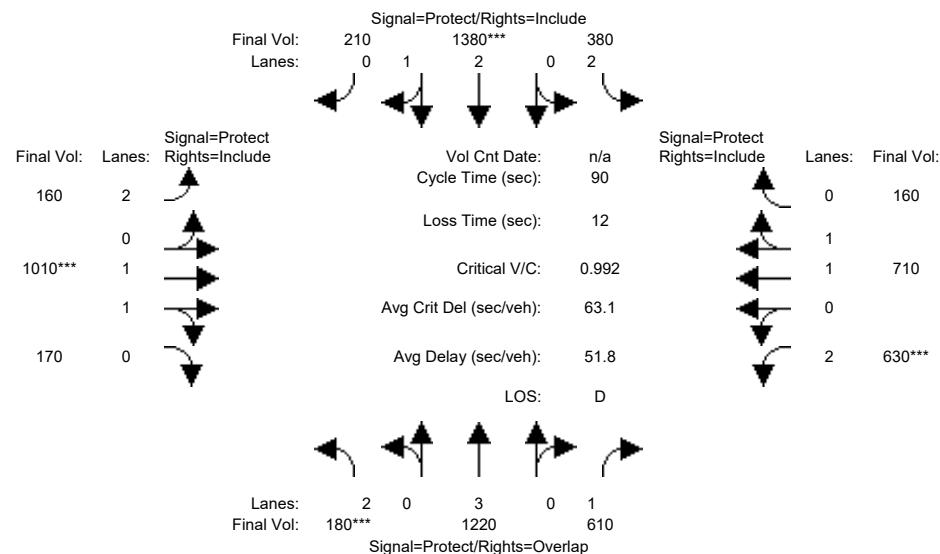 Signal=Protect/Rights=Include
Final Vol: 210 1380*** 380
Lanes: 0 1 2 0 2
Signal=Protect
Final Vol: Lanes: Rights=Include
Vol Cnt Date: n/a
Signal=Protect
Rights=Include Lanes: Final Vol:
Cycle Time (sec): 90
160 2
0 160
Loss Time (sec): 12
0
1
1010*** 1
Critical V/C: 0.992
1 710
1
Avg Crit Del (sec/veh): 63.1
0
170 0
Avg Delay (sec/veh): 51.8
2 630***
LOS: D
Lanes: 2 0 3 0 1
Final Vol: 180*** 1220 610
Signal=Protect/Rights=Overlap